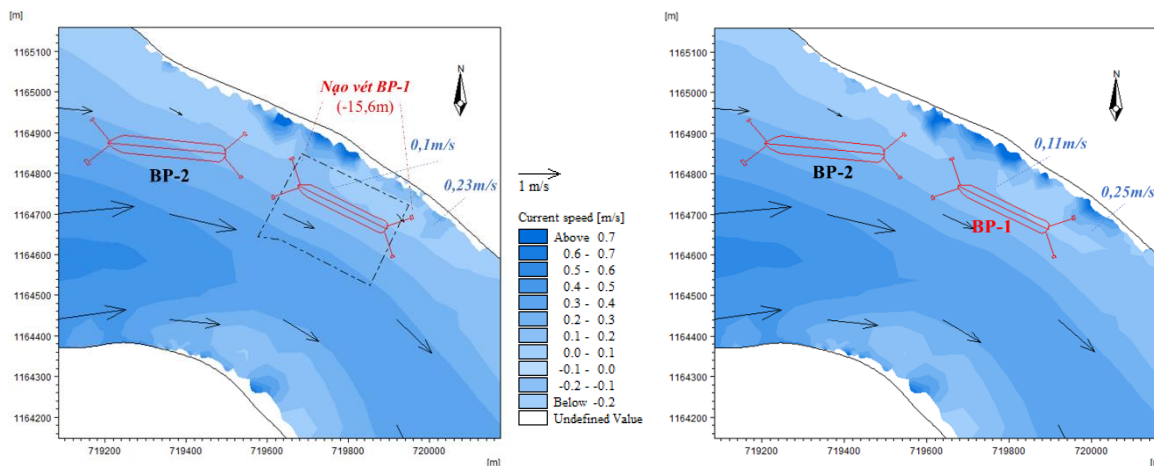 [m]
1165100
1165000
1164900
1164800
1164700
1164600
1164500
1164400
1164300
1164200
719200
719400
719600
719800
720000
[m]
N
Nạo vét BP-1
(-15,6m)
0,1m/s
0,23m/s
BP-2
1 m/s
Current speed [m/s]
Above 0.7
0.6 - 0.7
0.5 - 0.6
0.4 - 0.5
0.3 - 0.4
0.2 - 0.3
0.1 - 0.2
0.0 - 0.1
-0.1 - 0.0
-0.2 - -0.1
Below -0.2
Undefined Value
[m]
1165100
1165000
1164900
1164800
1164700
1164600
1164500
1164400
1164300
1164200
719200
719400
719600
719800
720000
[m]
N
0,11m/s
0,25m/s
BP-2
BP-1